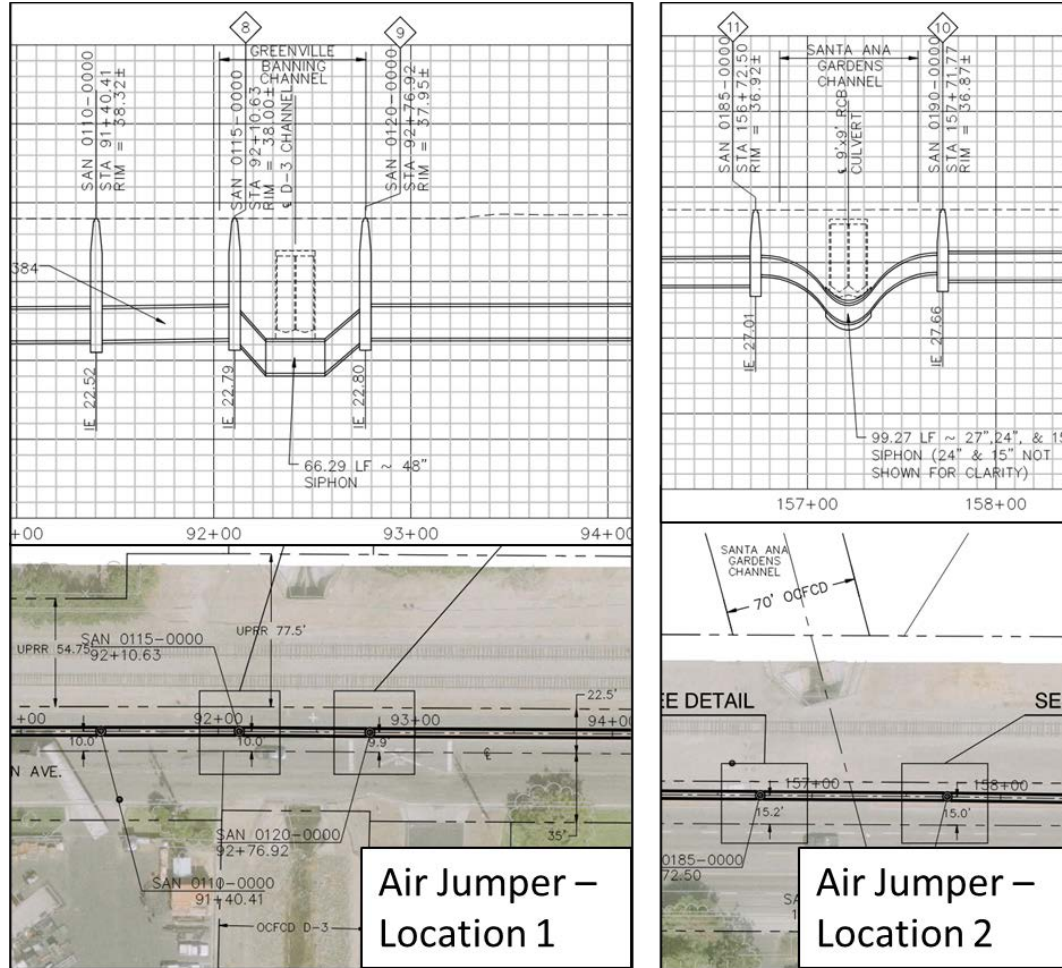 8
9
GREENVILLE
BANNING
CHANNEL
SAN 0110-0000
STA 91+40.41
RIM = 38.32±
SAN 0115-0000
STA 92+10.63
RIM = 38.00±
℄ D-3 CHANNEL
SAN 0120-0000
STA 92+76.92
RIM = 37.95±
384
IE 22.52
IE 22.79
IE 22.80
66.29 LF ~ 48"
SIPHON
+00
92+00
93+00
94+00
SAN 0115-0000
92+10.63
UPRR 77.5'
UPRR 54.75'
22.5'
+00
92+00
93+00
94+00
10.0'
10.0'
9.9'
℄
N AVE.
35'
SAN 0120-0000
92+76.92
SAN 0110-0000
91+40.41
OCFCD D-3
Air Jumper –
Location 1
11
10
SANTA ANA
GARDENS
CHANNEL
SAN 0185-0000
STA 156+72.50
RIM = 36.92±
℄ 9'x9' RCB
CULVERT
SAN 0190-0000
STA 157+71.77
RIM = 36.87±
IE 27.01
IE 27.66
99.27 LF ~ 27",24", & 15
SIPHON (24" & 15" NOT
SHOWN FOR CLARITY)
157+00
158+00
SANTA ANA
GARDENS
CHANNEL
70' OCFCD
EE DETAIL
SE
157+00
158+00
15.2'
15.0'
0185-0000
72.50
SA
1
Air Jumper –
Location 2